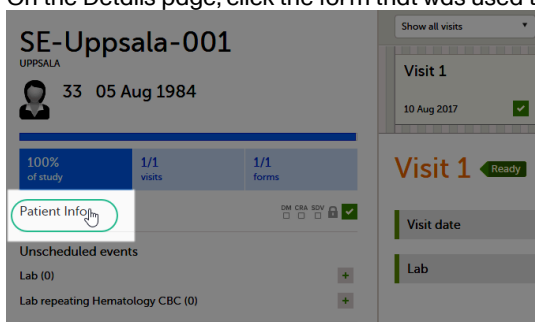 On the Details page, click the form that was used t
SE-Uppsala-001
UPPSALA
33 05 Aug 1984
100%
of study
1/1
visits
1/1
forms
Patient Info
DM CRA SDV
Unscheduled events
Lab (0)
Lab repeating Hematology CBC (0)
Show all visits
Visit 1
10 Aug 2017
Visit 1
Ready
Visit date
Lab